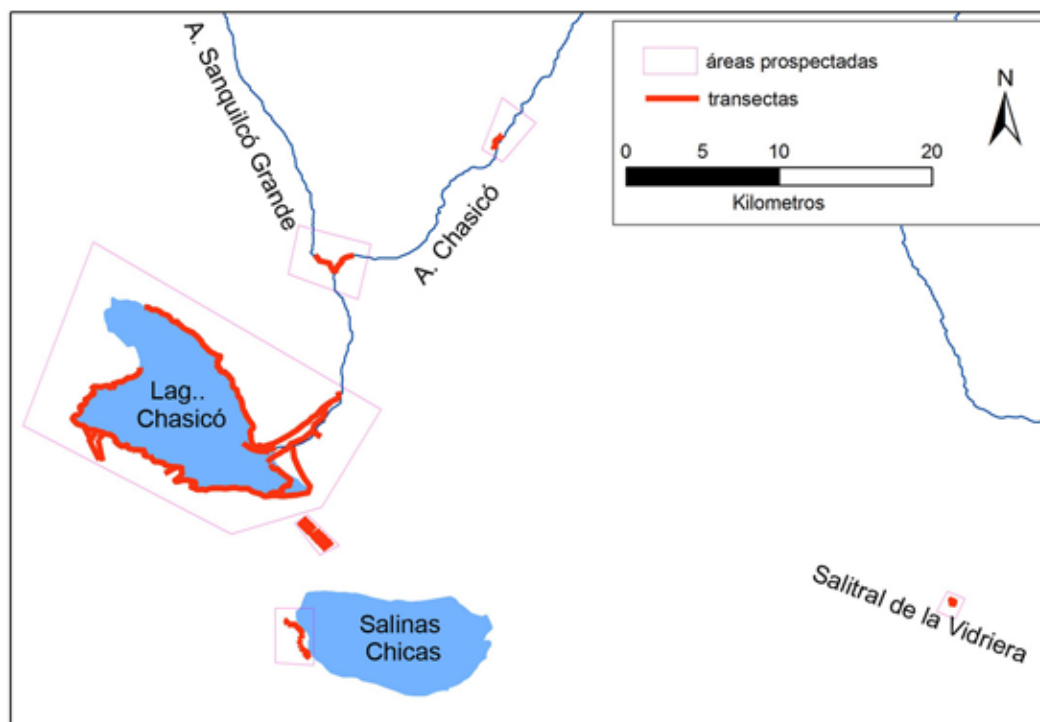 A. Sanquilcó Grande
A. Chasicó
áreas prospectadas
transectas
N
0 5 10 20
Kilometros
Lag..
Chasicó
Salinas
Chicas
Salitral de la Vidriera